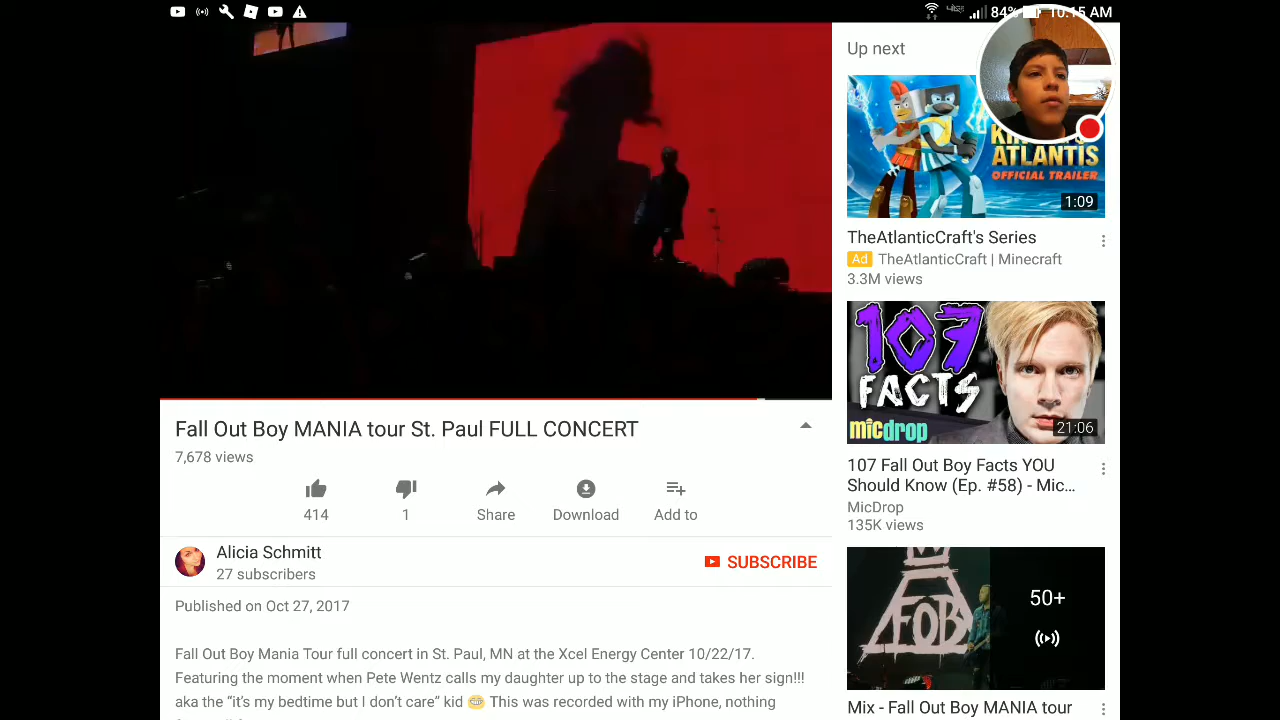 84%
10:15 AM
Up next
ATLANTIS
OFFICIAL TRAILER
1:09
TheAtlanticCraft's Series
Ad TheAtlanticCraft | Minecraft
3.3M views
107
FACTS
micdrop
21:06
107 Fall Out Boy Facts YOU
Should Know (Ep. #58) - Mic...
MicDrop
135K views
FOB
50+
Mix - Fall Out Boy MANIA tour
Fall Out Boy MANIA tour St. Paul FULL CONCERT
7,678 views
414
1
Share
Download
Add to
Alicia Schmitt
27 subscribers
SUBSCRIBE
Published on Oct 27, 2017
Fall Out Boy Mania Tour full concert in St. Paul, MN at the Xcel Energy Center 10/22/17.
Featuring the moment when Pete Wentz calls my daughter up to the stage and takes her sign!!!
aka the “it’s my bedtime but I don’t care” kid 😁 This was recorded with my iPhone, nothing